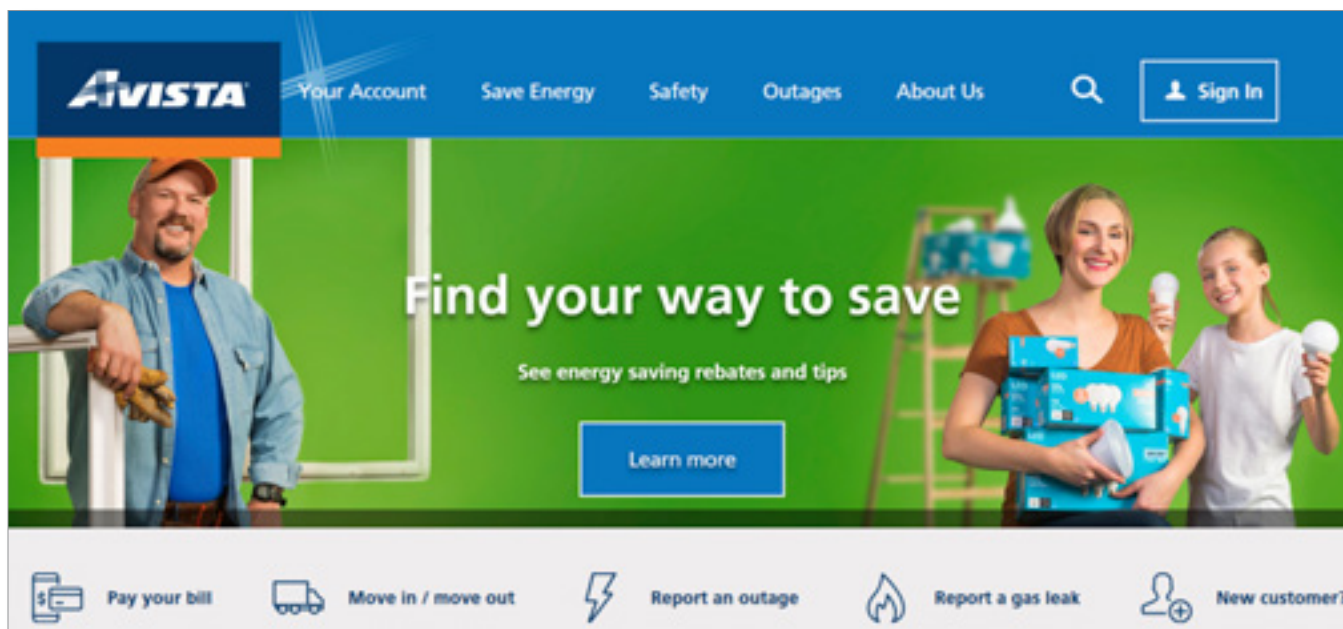 AVISTA
Your Account Save Energy Safety Outages About Us Sign In
Find your way to save
See energy saving rebates and tips
Learn more
$ Pay your bill Move in / move out Report an outage Report a gas leak New customer?